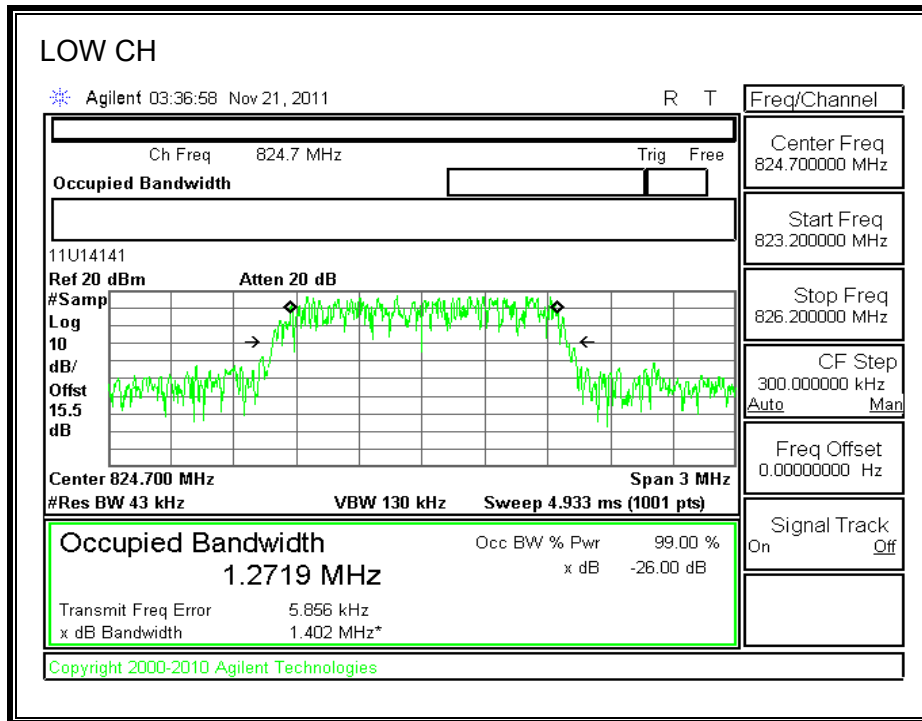 LOW CH
Agilent 03:36:58 Nov 21, 2011 R T
Freq/Channel
Ch Freq 824.7 MHz Trig Free
Occupied Bandwidth
Center Freq
824.700000 MHz
Start Freq
823.200000 MHz
Stop Freq
826.200000 MHz
CF Step
300.000000 kHz
Auto Man
Freq Offset
0.00000000 Hz
Signal Track
On Off
11U14141
Ref 20 dBm Atten 20 dB
#Samp
Log
10
dB/
Offst
15.5
dB
Center 824.700 MHz Span 3 MHz
#Res BW 43 kHz VBW 130 kHz Sweep 4.933 ms (1001 pts)
Occupied Bandwidth Occ BW % Pwr 99.00 %
1.2719 MHz x dB -26.00 dB
Transmit Freq Error 5.856 kHz
x dB Bandwidth 1.402 MHz*
Copyright 2000-2010 Agilent Technologies